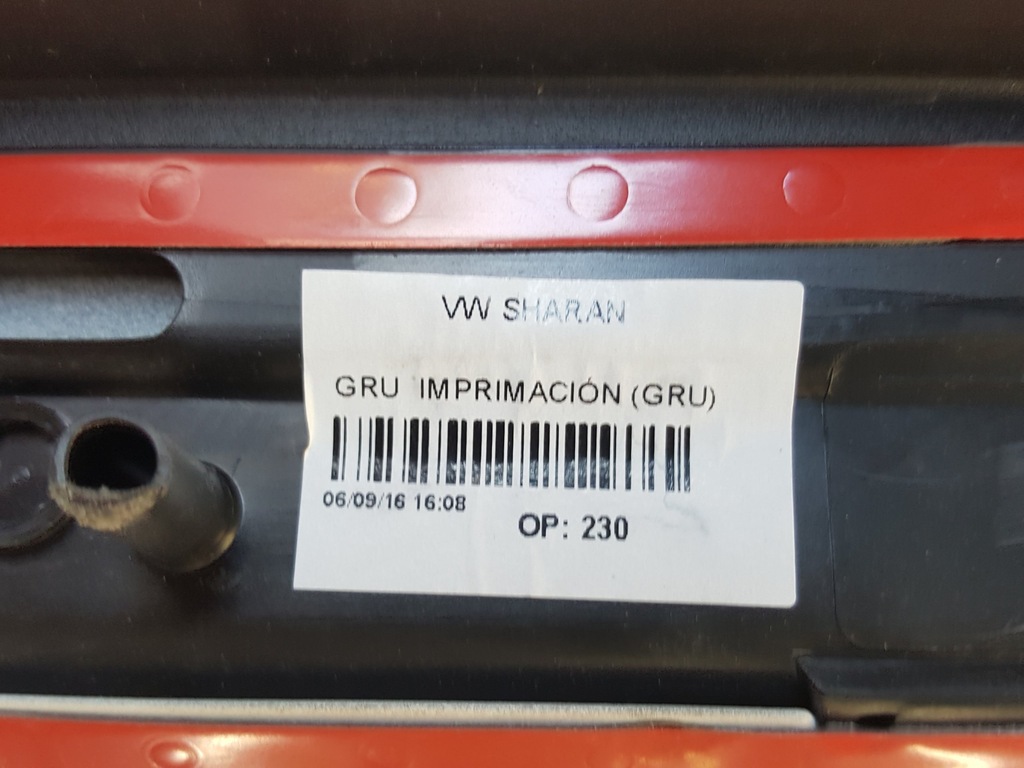 VW SHARAN
GRU IMPRIMACIÓN (GRU)
06/09/16 16:08
OP: 230